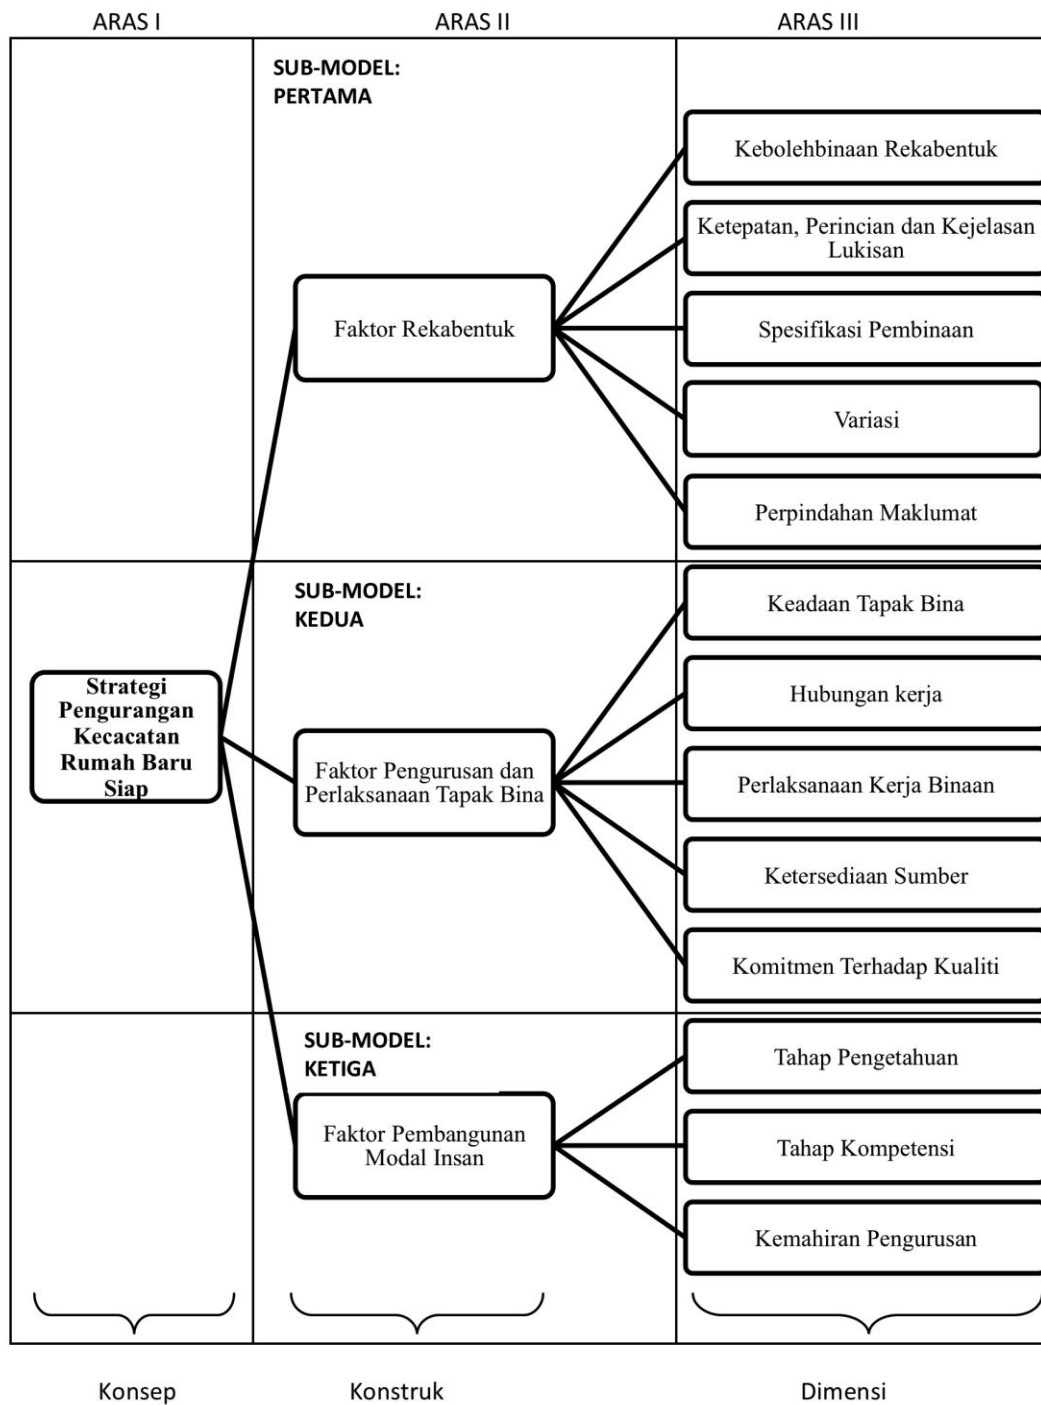 ARAS I
ARAS II
ARAS III
SUB-MODEL:
PERTAMA
Kebolehbinaan Rekabentuk
Ketepatan, Perincian dan Kejelasan
Lukisan
Faktor Rekabentuk
Spesifikasi Pembinaan
Variasi
Perpindahan Maklumat
SUB-MODEL:
KEDUA
Keadaan Tapak Bina
Strategi
Pengurangan
Kecacatan
Rumah Baru
Siap
Hubungan kerja
Faktor Pengurusan dan
Perlaksanaan Tapak Bina
Perlaksanaan Kerja Binaan
Ketersediaan Sumber
Komitmen Terhadap Kualiti
SUB-MODEL:
KETIGA
Tahap Pengetahuan
Faktor Pembangunan
Modal Insan
Tahap Kompetensi
Kemahiran Pengurusan
Konsep
Konstruk
Dimensi